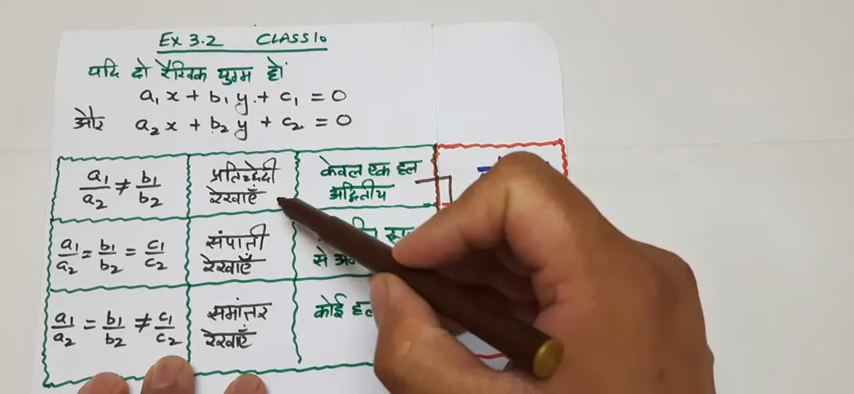 Ex 3.2 CLASS 10
यदि दो रैखिक युग्म हों
a₁x + b₁y + c₁ = 0
और a₂x + b₂y + c₂ = 0
a₁/a₂ ≠ b₁/b₂
प्रतिच्छेदी
रेखाएँ
केवल एक हल
अद्वितीय
a₁/a₂ = b₁/b₂ = c₁/c₂
संपाती
रेखाएँ
से
a₁/a₂ = b₁/b₂ ≠ c₁/c₂
समांत्तर
रेखाएँ
कोई हल